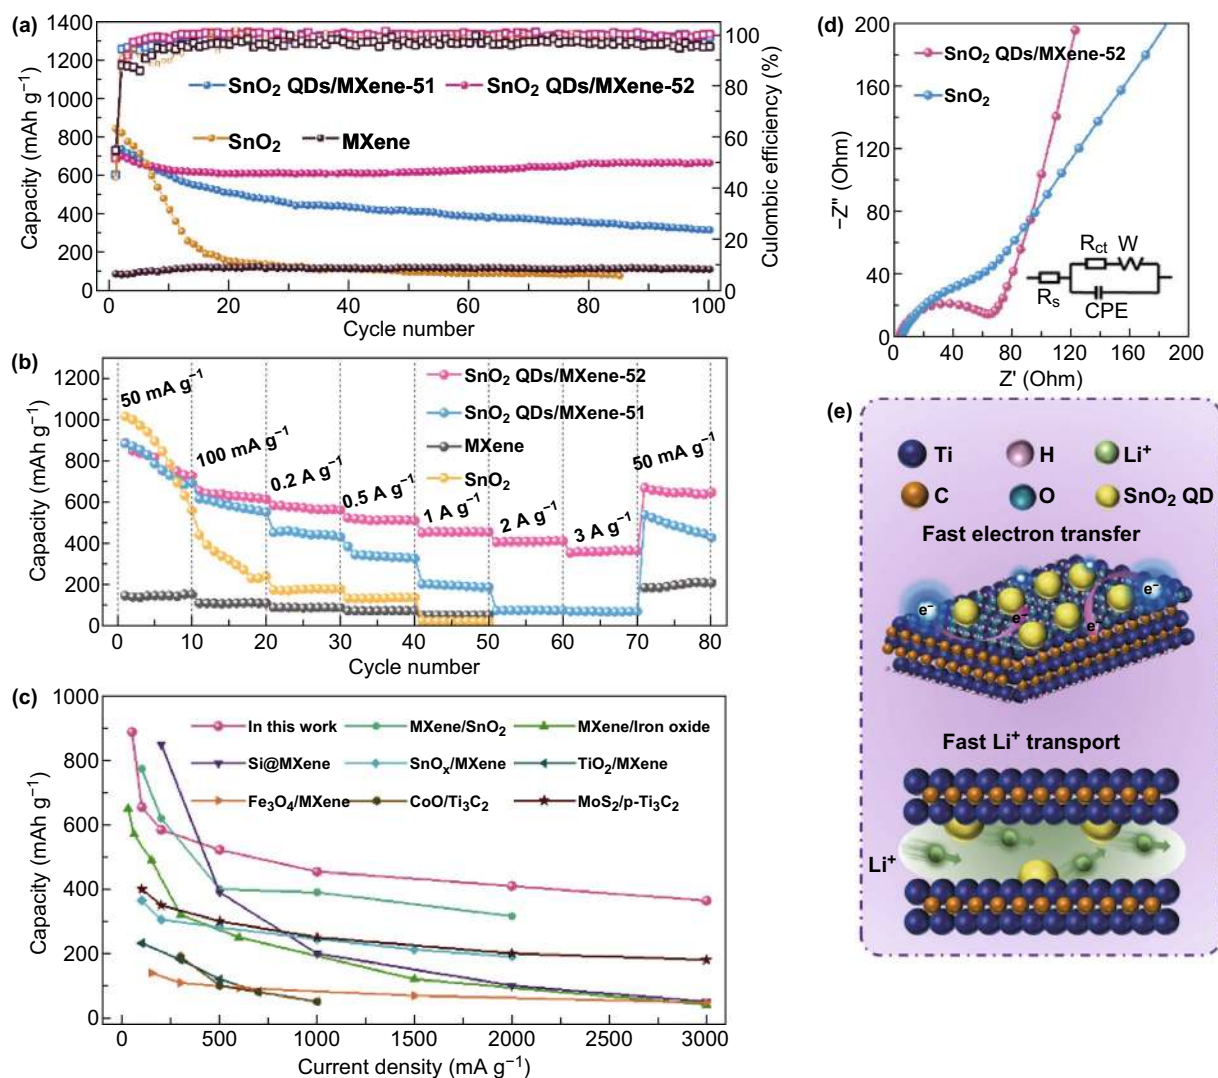 (a)
1400
1200
1000
800
600
400
200
0
Capacity (mAh g⁻¹)
SnO₂ QDs/MXene-51
SnO₂ QDs/MXene-52
SnO₂
MXene
100
80
60
40
20
0
Culombic efficiency (%)
0 20 40 60 80 100
Cycle number
(b)
1200
1000
800
600
400
200
0
Capacity (mAh g⁻¹)
50 mA g⁻¹
100 mA g⁻¹
0.2 A g⁻¹
0.5 A g⁻¹
1 A g⁻¹
2 A g⁻¹
3 A g⁻¹
50 mA g⁻¹
SnO₂ QDs/MXene-52
SnO₂ QDs/MXene-51
MXene
SnO₂
0 10 20 30 40 50 60 70 80
Cycle number
(c)
1000
800
600
400
200
0
Capacity (mAh g⁻¹)
In this work MXene/SnO₂ MXene/Iron oxide
Si@MXene SnOₓ/MXene TiO₂/MXene
Fe₃O₄/MXene CoO/Ti₃C₂ MoS₂/p-Ti₃C₂
0 500 1000 1500 2000 2500 3000
Current density (mA g⁻¹)
(d)
200
160
120
80
40
0
−Z'' (Ohm)
SnO₂ QDs/MXene-52
SnO₂
R_ct W
R_s
CPE
0 40 80 120 160 200
Z' (Ohm)
(e)
Ti H Li⁺
C O SnO₂ QD
Fast electron transfer
e⁻
e⁻
e⁻
e⁻
Fast Li⁺ transport
Li⁺